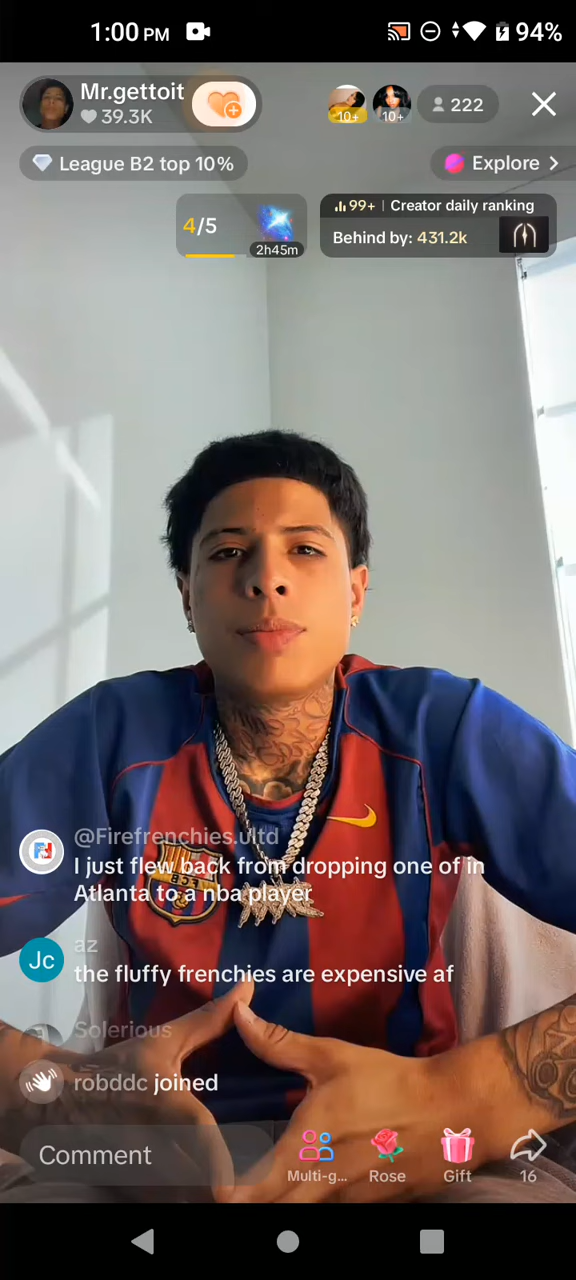 1:00 PM
94%
Mr.gettoit
39.3K
10+
10+
222
League B2 top 10%
Explore
4/5
2h45m
99+ | Creator daily ranking
Behind by: 431.2k
@Firefrenchies.ultd
I just flew back from dropping one of in
Atlanta to a nba player
FCB
Jc
az
the fluffy frenchies are expensive af
Solerious
robddc joined
Comment
Multi-g...
Rose
Gift
16